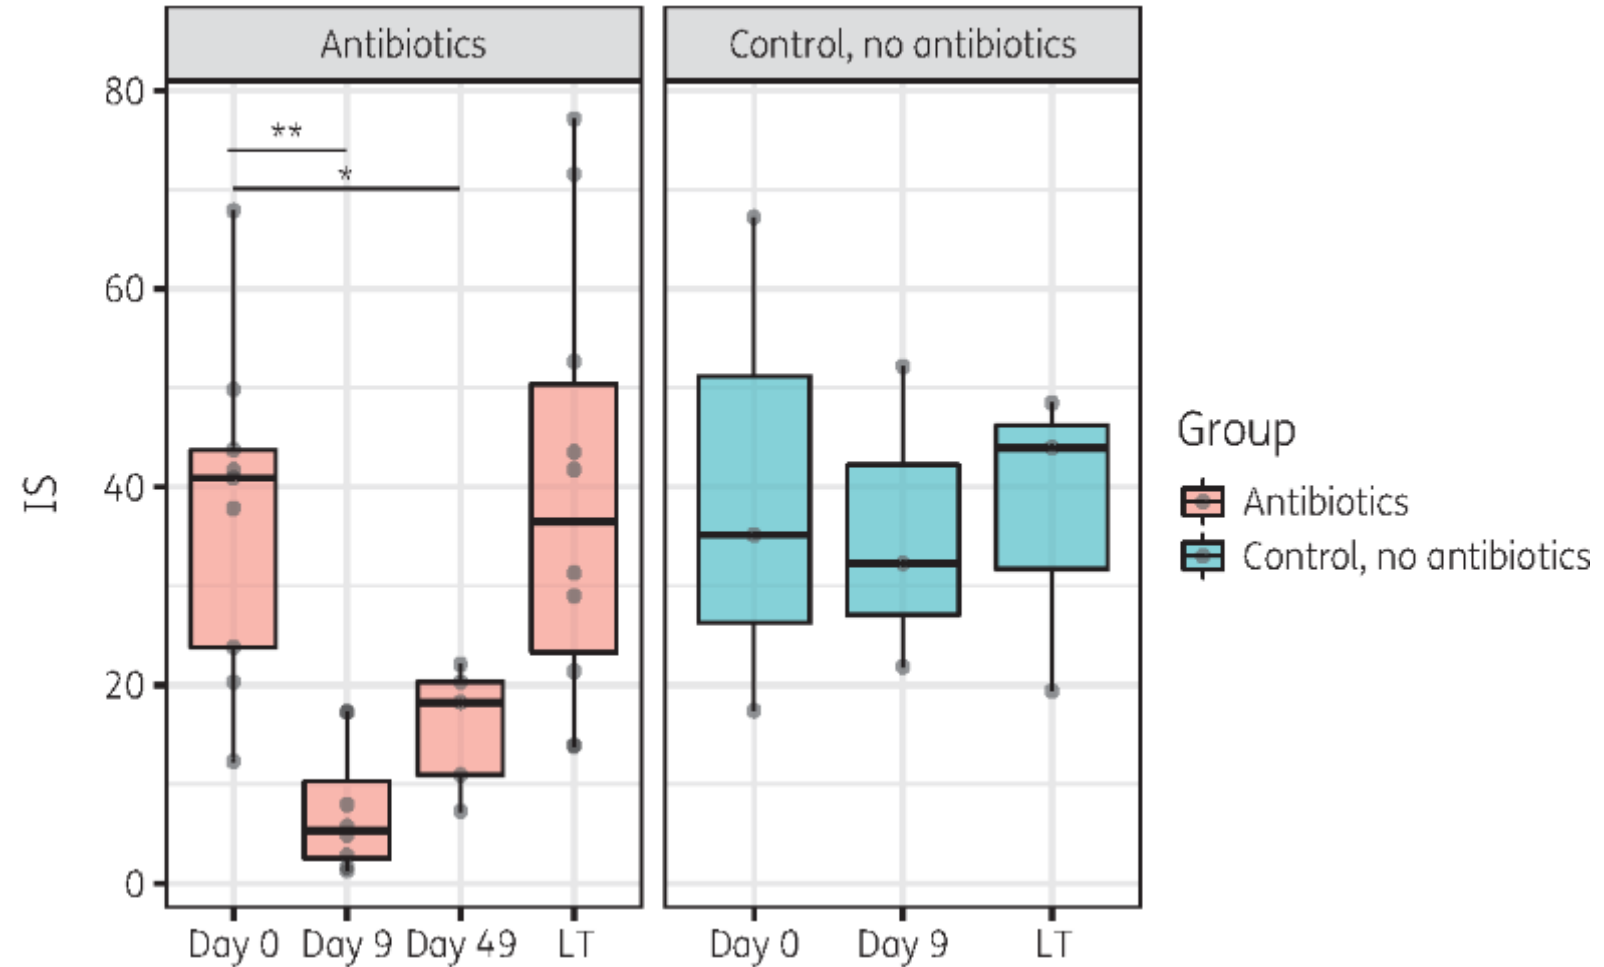 Antibiotics
Control, no antibiotics
80
**
*
60
40
20
0
IS
Day 0 Day 9 Day 49 LT
Day 0 Day 9 LT
Group
Antibiotics
Control, no antibiotics